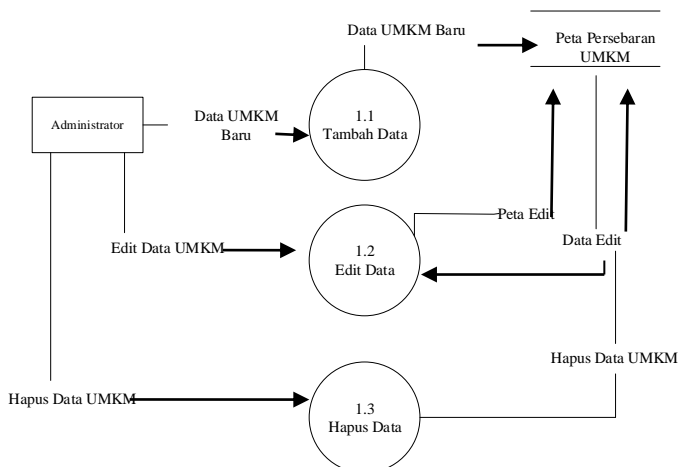 Data UMKM Baru
Peta Persebaran
UMKM
Administrator
Data UMKM
Baru
1.1
Tambah Data
Peta Edit
Edit Data UMKM
1.2
Edit Data
Data Edit
Hapus Data UMKM
Hapus Data UMKM
1.3
Hapus Data